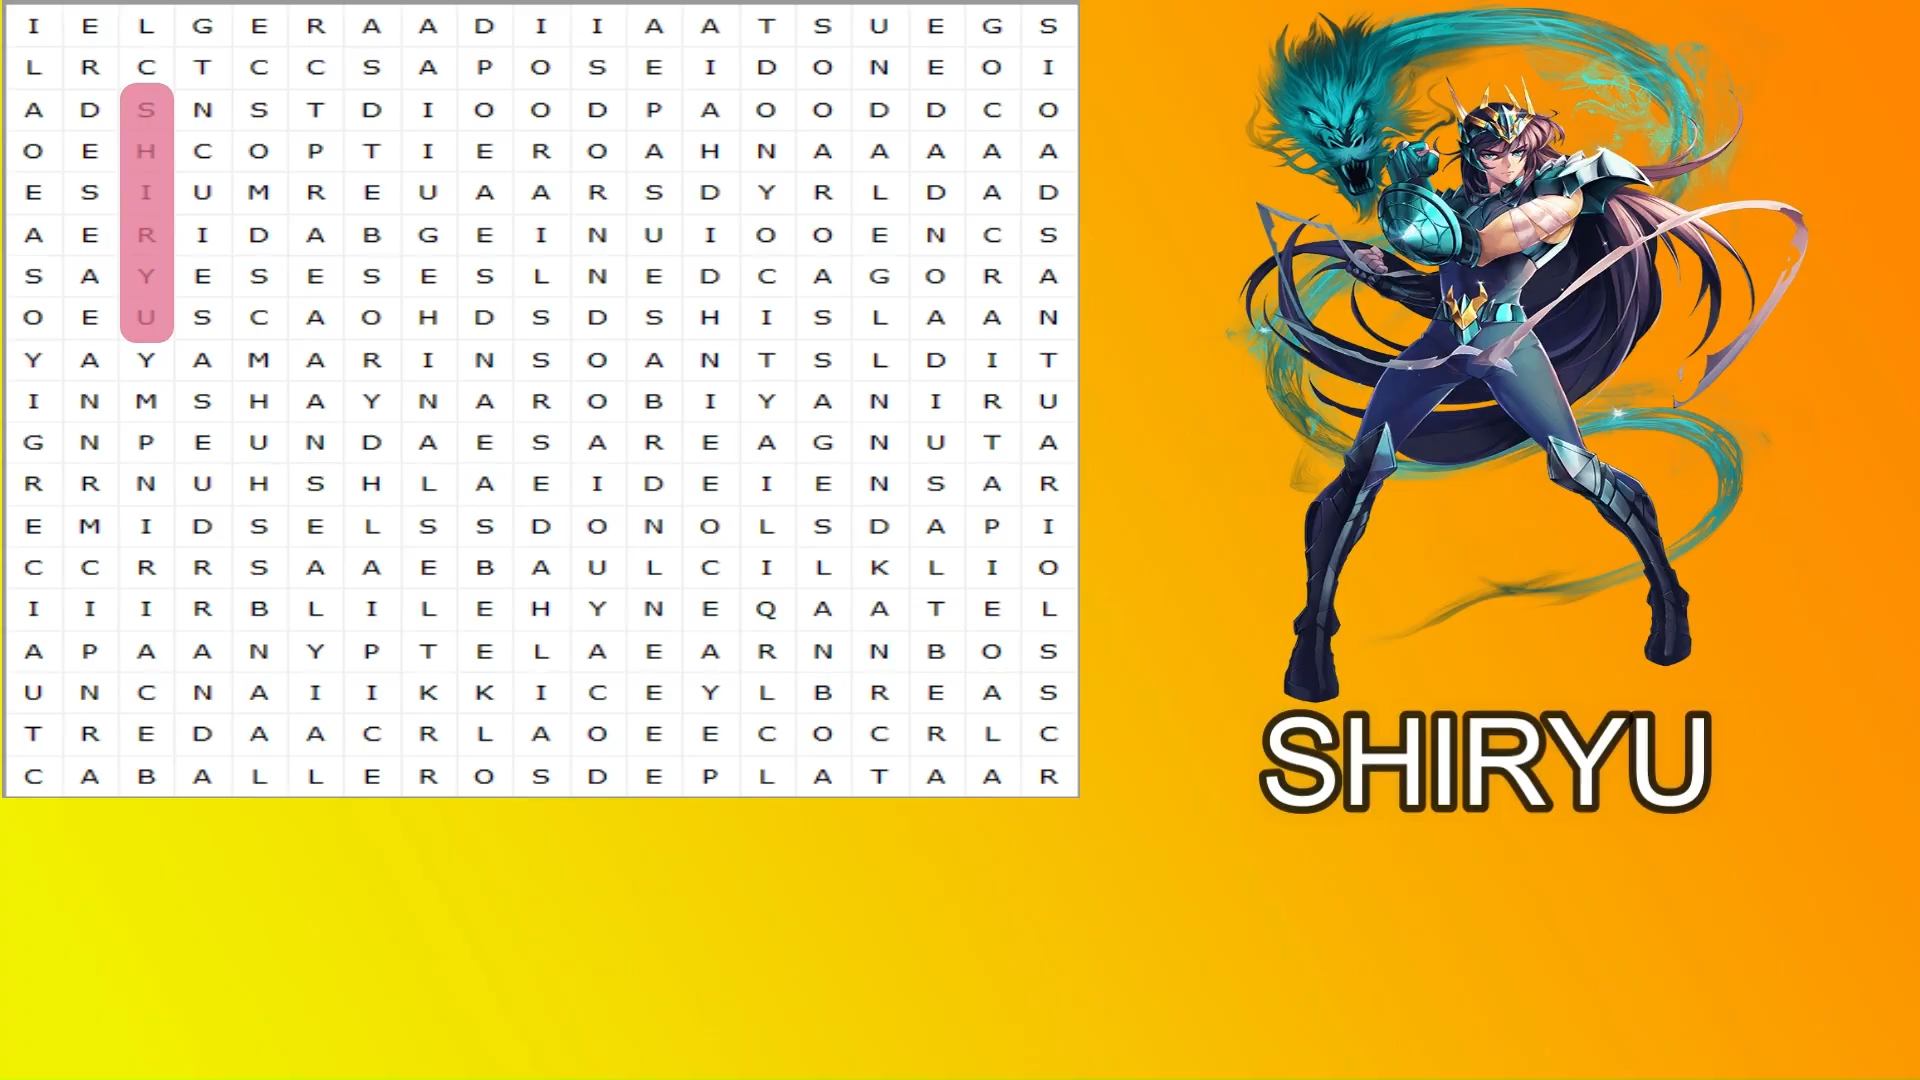 I E L G E R A A D I I A A T S U E G S
L R C T C C S A P O S E I D O N E O I
A D S N S T D I O O D P A O O D D C O
O E H C O P T I E R O A H N A A A A A
E S I U M R E U A A R S D Y R L D A D
A E R I D A B G E I N U I O O E N C S
S A Y E S E S E S L N E D C A G O R A
O E U S C A O H D S D S H I S L A A N
Y A Y A M A R I N S O A N T S L D I T
I N M S H A Y N A R O B I Y A N I R U
G N P E U N D A E S A R E A G N U T A
R R N U H S H L A E I D E I E N S A R
E M I D S E L S S D O N O L S D A P I
C C R R S A A E B A U L C I L K L I O
I I I R B L I L E H Y N E Q A A T E L
A P A A N Y P T E L A E A R N N B O S
U N C N A I I K K I C E Y L B R E A S
T R E D A A C R L A O E E C O C R L C
C A B A L L E R O S D E P L A T A A R
SHIRYU